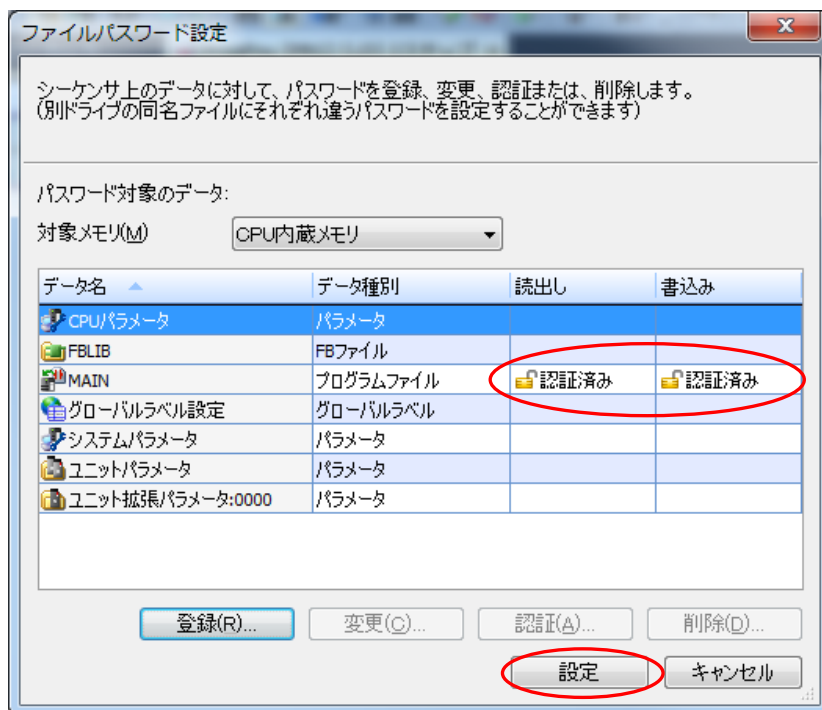 ファイルパスワード設定
シーケンサ上のデータに対して、パスワードを登録、変更、認証または、削除します。
(別ドライブの同名ファイルにそれぞれ違うパスワードを設定することができます)
パスワード対象のデータ:
対象メモリ(M) CPU内蔵メモリ
データ名 データ種別 読出し 書込み
CPUパラメータ パラメータ
FBLIB FBファイル
MAIN プログラムファイル 認証済み 認証済み
グローバルラベル設定 グローバルラベル
システムパラメータ パラメータ
ユニットパラメータ パラメータ
ユニット拡張パラメータ:0000 パラメータ
登録(R)... 変更(C)... 認証(A)... 削除(D)...
設定 キャンセル